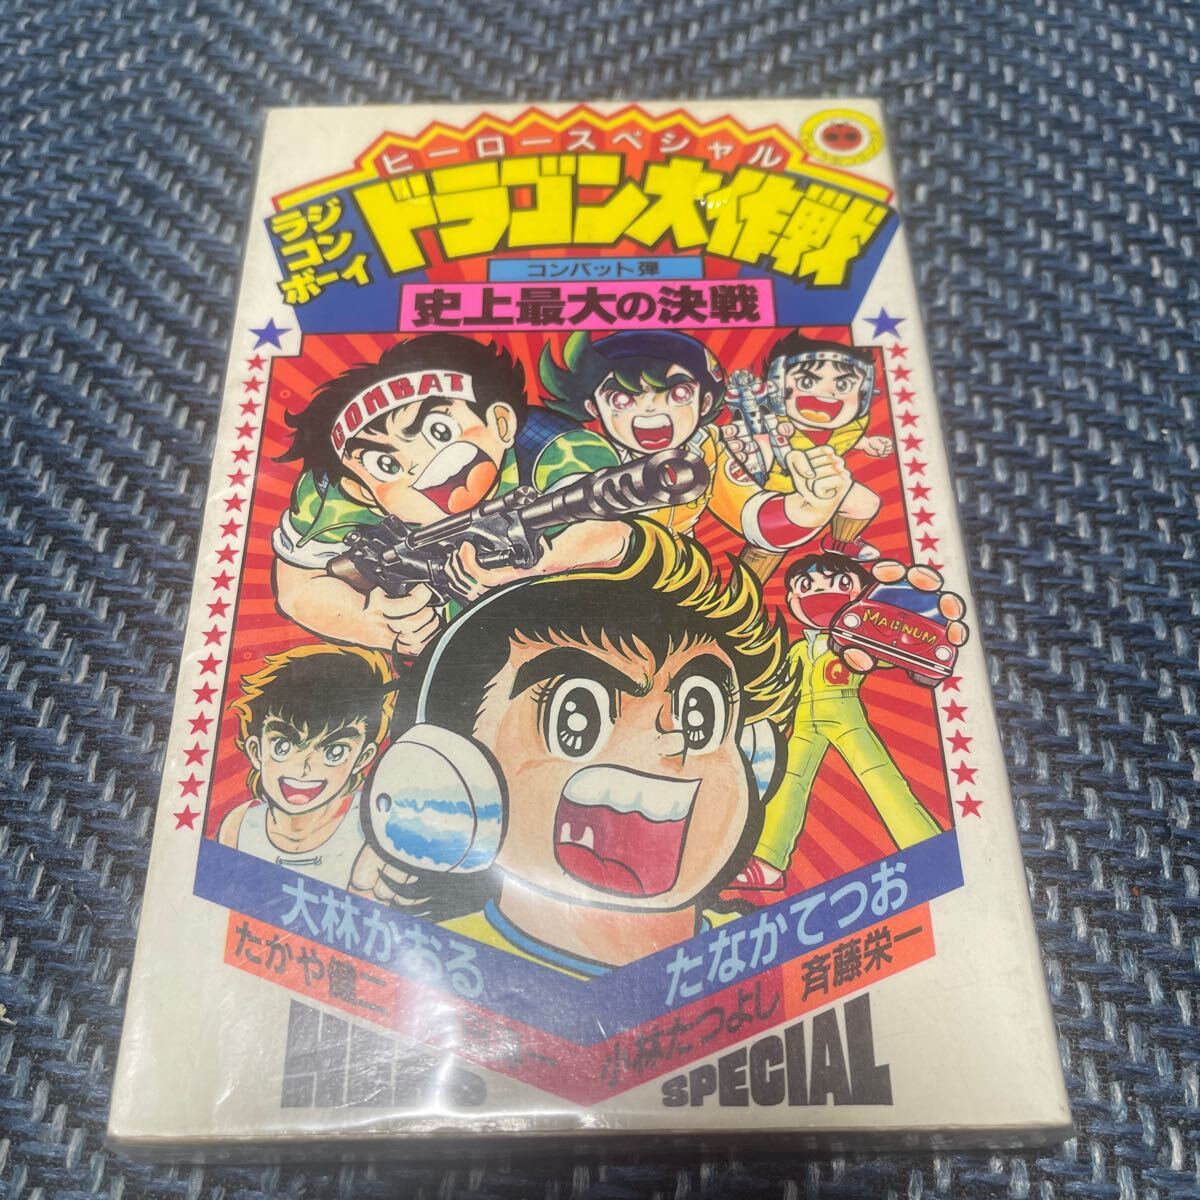 ヒーロースペシャル
ラジコンボーイ
ドラゴン大作戦
コンバット弾
史上最大の決戦
COMBAT
MAGNUM
Q
大林かおる
たなかてつお
たかや健二
小林たつよし
斉藤栄一
SPECIAL